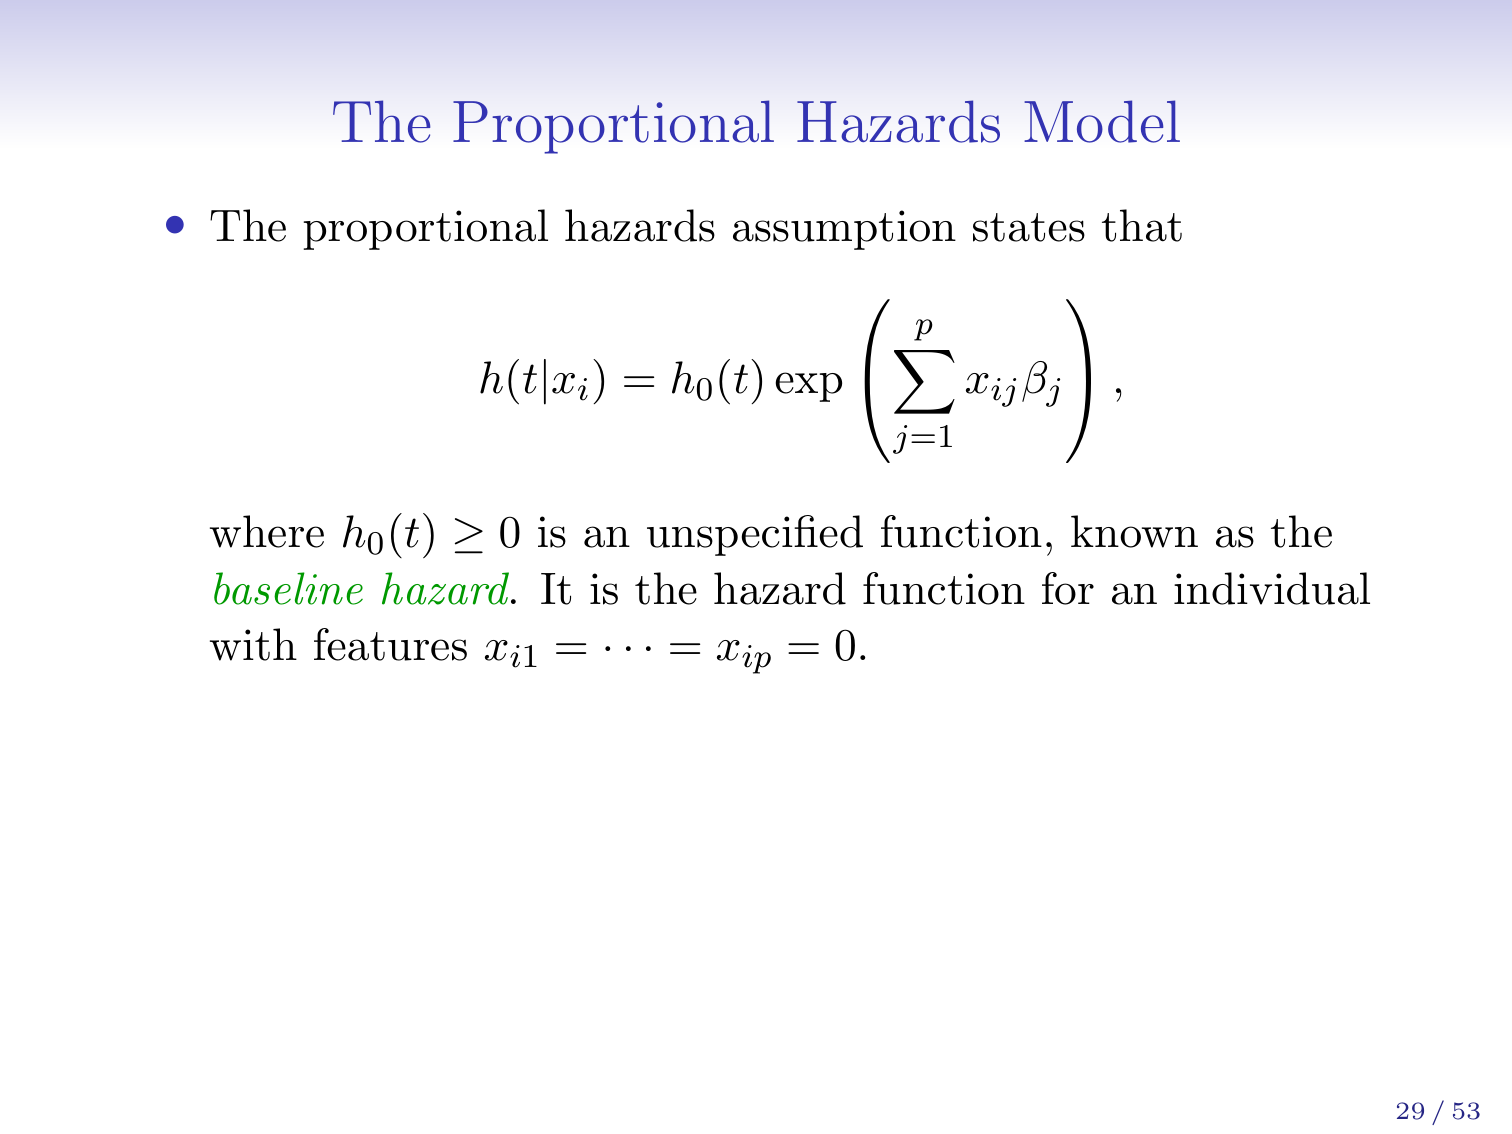 The Proportional Hazards Model
• The proportional hazards assumption states that
h(t|x_i) = h_0(t) exp ( ∑_{j=1}^{p} x_{ij}β_j ) ,
where h_0(t) ≥ 0 is an unspecified function, known as the
baseline hazard. It is the hazard function for an individual
with features x_{i1} = · · · = x_{ip} = 0.
29 / 53